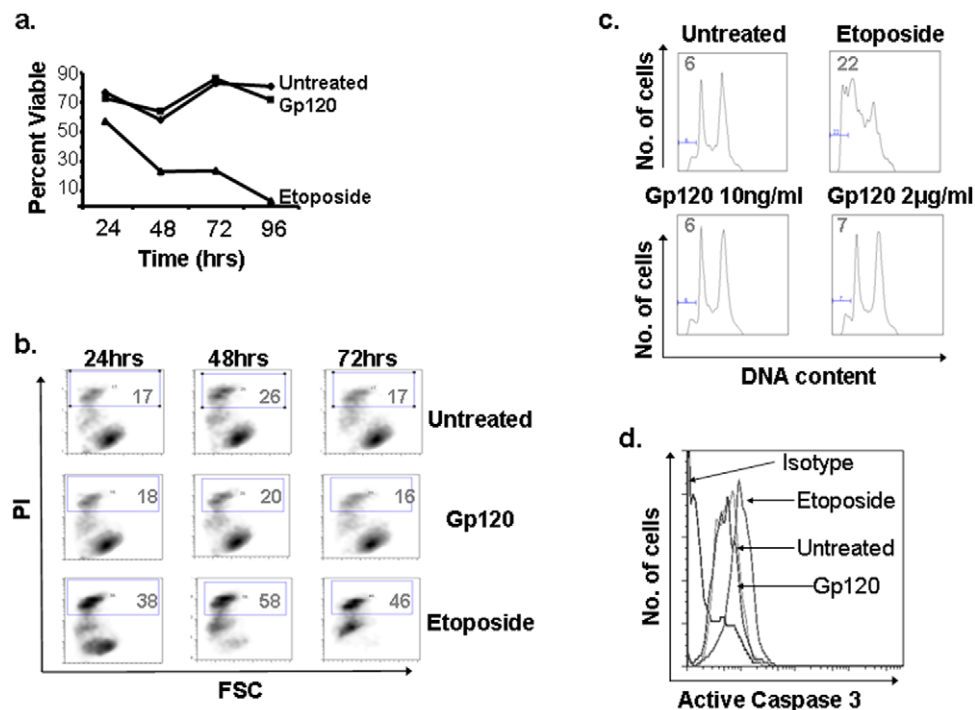 a.
Percent Viable
90
70
50
30
10
24 48 72 96
Time (hrs)
Untreated
Gp120
Etoposide
b.
24hrs 48hrs 72hrs
17 26 17
Untreated
18 20 16
Gp120
38 58 46
Etoposide
PI
FSC
c.
Untreated Etoposide
No. of cells
6 22
Gp120 10ng/ml Gp120 2µg/ml
No. of cells
6 7
DNA content
d.
No. of cells
Isotype
Etoposide
Untreated
Gp120
Active Caspase 3